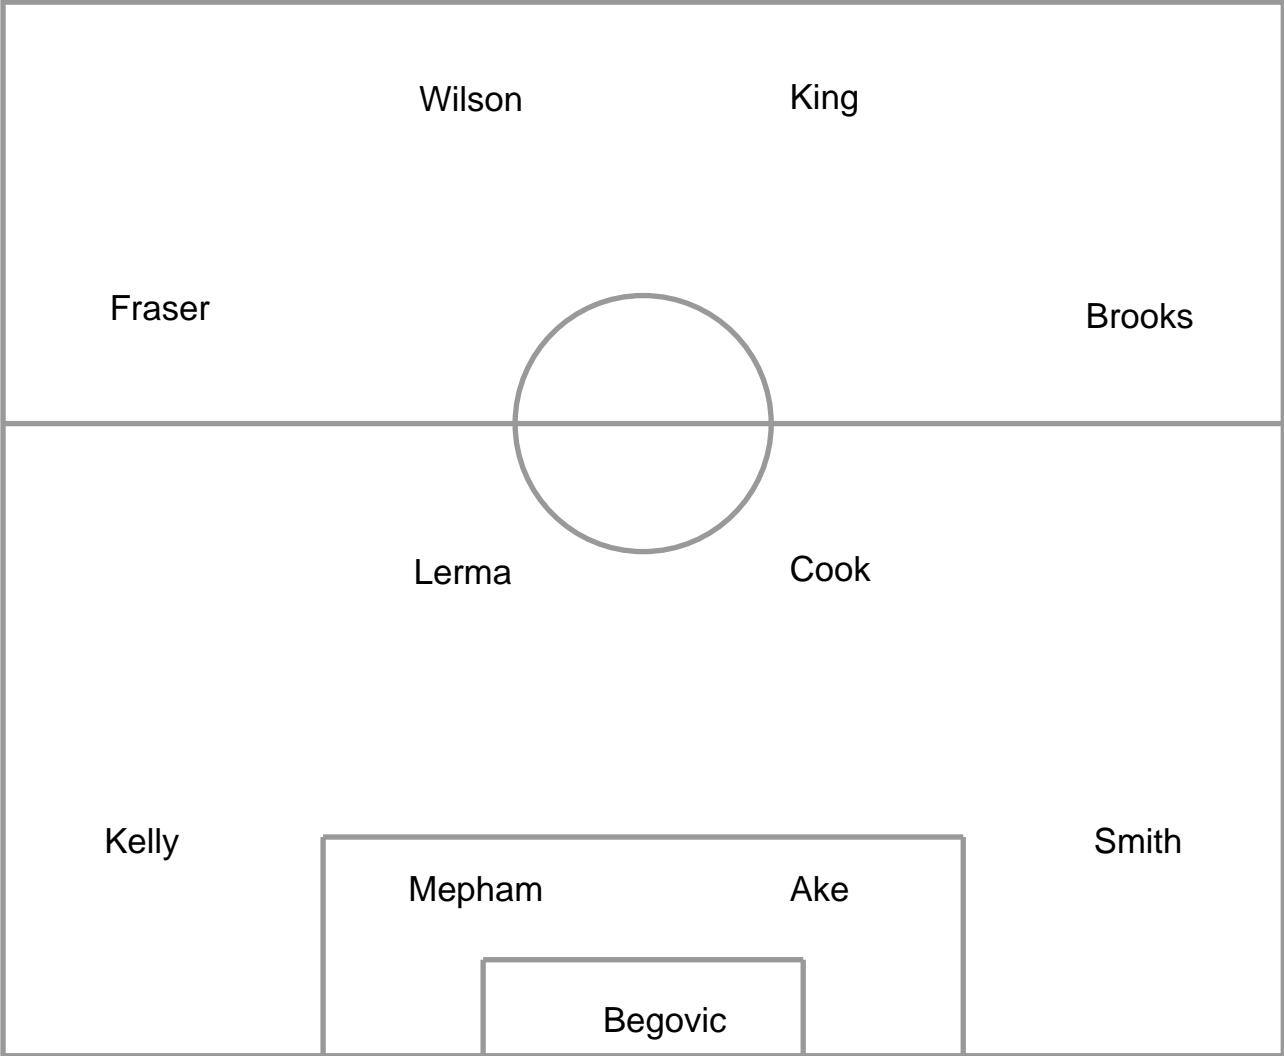 Wilson King
Fraser Brooks
Lerma Cook
Kelly Smith
Mepham Ake
Begovic